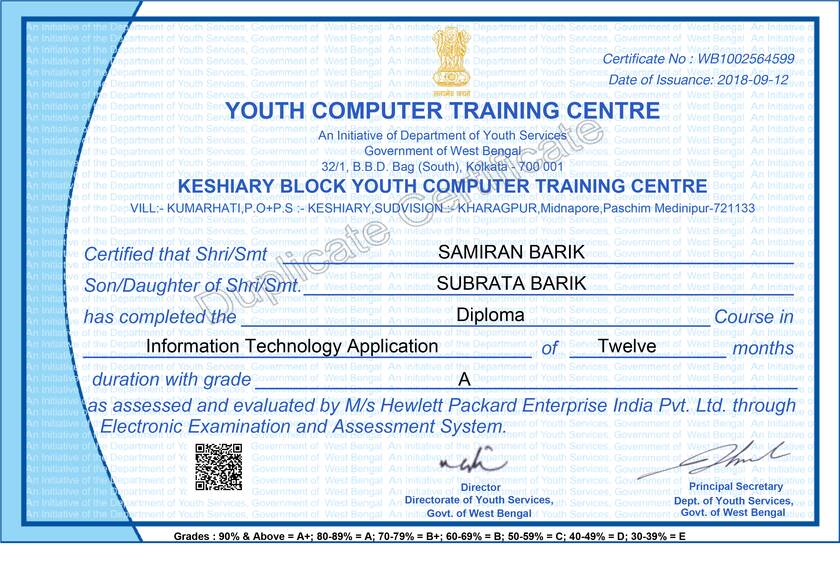 सत्यमेव जयते
Certificate No : WB1002564599
Date of Issuance: 2018-09-12
YOUTH COMPUTER TRAINING CENTRE
An Initiative of Department of Youth Services
Government of West Bengal
32/1, B.B.D. Bag (South), Kolkata - 700 001
KESHIARY BLOCK YOUTH COMPUTER TRAINING CENTRE
VILL:- KUMARHATI,P.O+P.S :- KESHIARY,SUDVISION :- KHARAGPUR,Midnapore,Paschim Medinipur-721133
Duplicate Certificate
Certified that Shri/Smt SAMIRAN BARIK
Son/Daughter of Shri/Smt. SUBRATA BARIK
has completed the Diploma Course in
Information Technology Application of Twelve months
duration with grade A
as assessed and evaluated by M/s Hewlett Packard Enterprise India Pvt. Ltd. through
Electronic Examination and Assessment System.
Director
Directorate of Youth Services,
Govt. of West Bengal
Principal Secretary
Dept. of Youth Services,
Govt. of West Bengal
Grades : 90% & Above = A+; 80-89% = A; 70-79% = B+; 60-69% = B; 50-59% = C; 40-49% = D; 30-39% = E